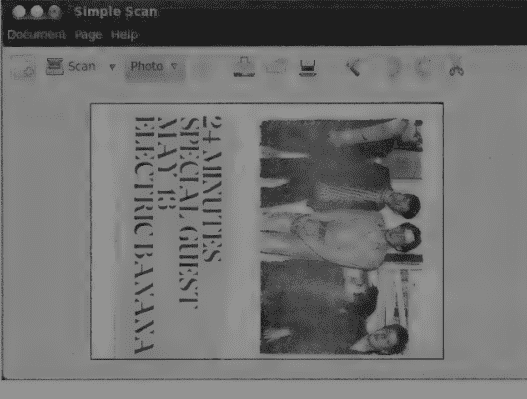 Simple Scan
Document Page Help
Scan
Photo
24 MINUTES
SPECIAL GUEST
MAY 13
ELECTRIC BANANA